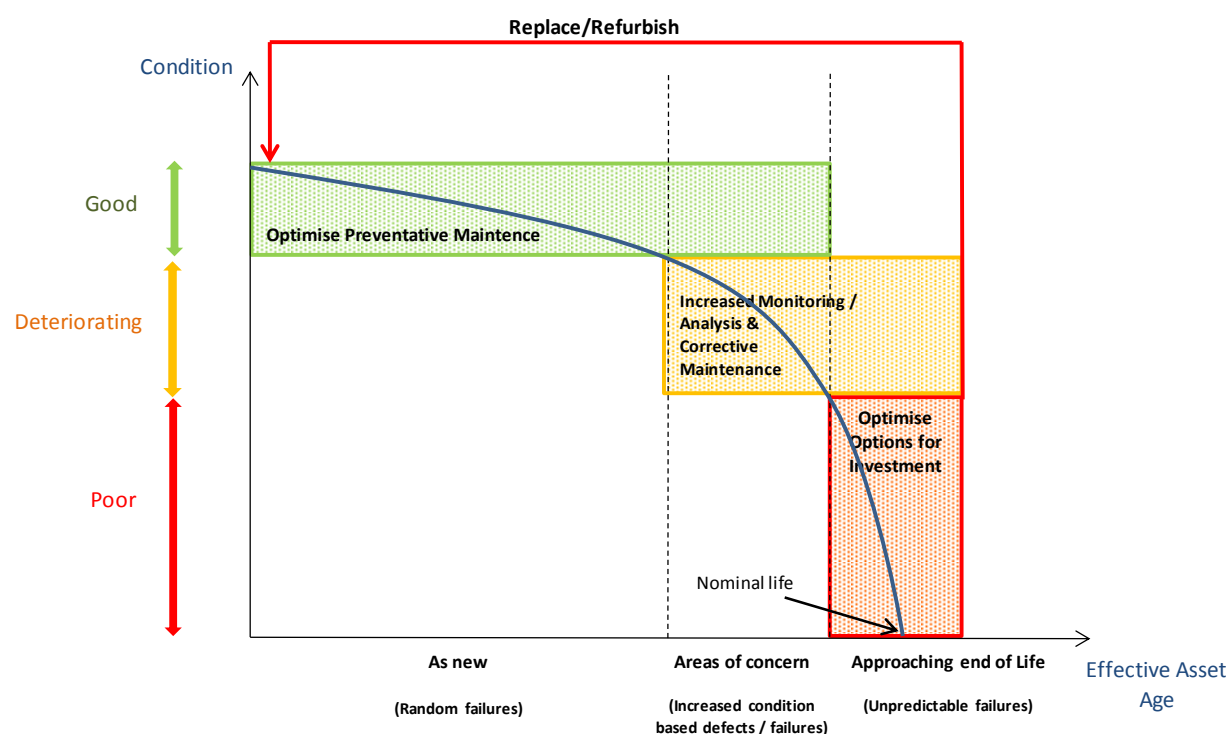 Replace/Refurbish
Condition
Good
Optimise Preventative Maintence
Deteriorating
Increased Monitoring /
Analysis &
Corrective
Maintenance
Optimise
Options for
Investment
Poor
Nominal life
As new
(Random failures)
Areas of concern
(Increased condition
based defects / failures)
Approaching end of Life
(Unpredictable failures)
Effective Asset
Age